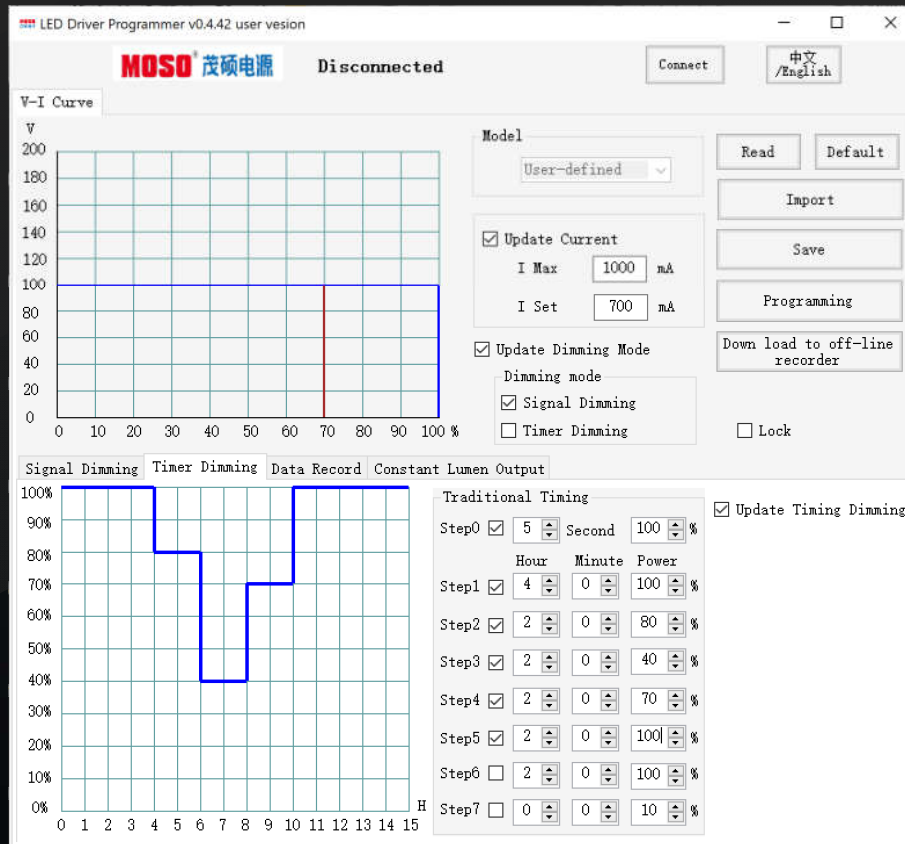 LED Driver Programmer v0.4.42 user vesion
MOSO 茂硕电源
Disconnected
Connect
中文
/English
V-I Curve
V
200
180
160
140
120
100
80
60
40
20
0
0 10 20 30 40 50 60 70 80 90 100 %
Model
User-defined
Update Current
I Max 1000 mA
I Set 700 mA
Update Dimming Mode
Dimming mode
Signal Dimming
Timer Dimming
Read
Default
Import
Save
Programming
Down load to off-line
recorder
Lock
Signal Dimming Timer Dimming Data Record Constant Lumen Output
100%
90%
80%
70%
60%
50%
40%
30%
20%
10%
0%
H
0 1 2 3 4 5 6 7 8 9 10 11 12 13 14 15
Traditional Timing
Step0 5 Second 100 %
Hour Minute Power
Step1 4 0 100 %
Step2 2 0 80 %
Step3 2 0 40 %
Step4 2 0 70 %
Step5 2 0 100 %
Step6 2 0 100 %
Step7 0 0 10 %
Update Timing Dimming